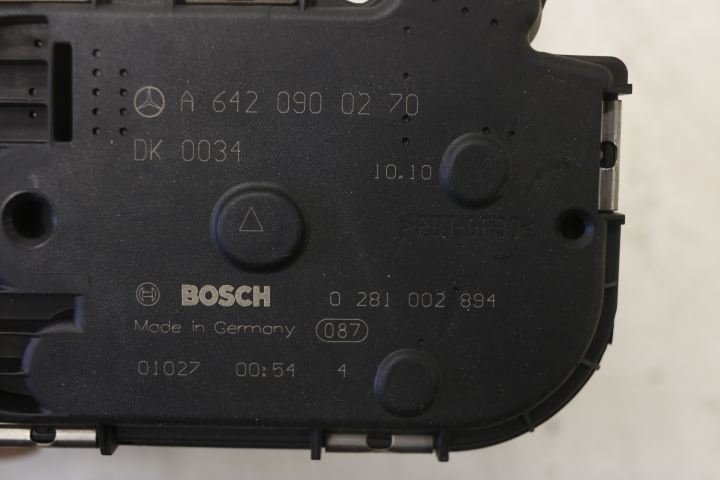 A 642 090 02 70
DK 0034
10.10
BOSCH 0 281 002 894
Made in Germany 087
01027 00:54 4